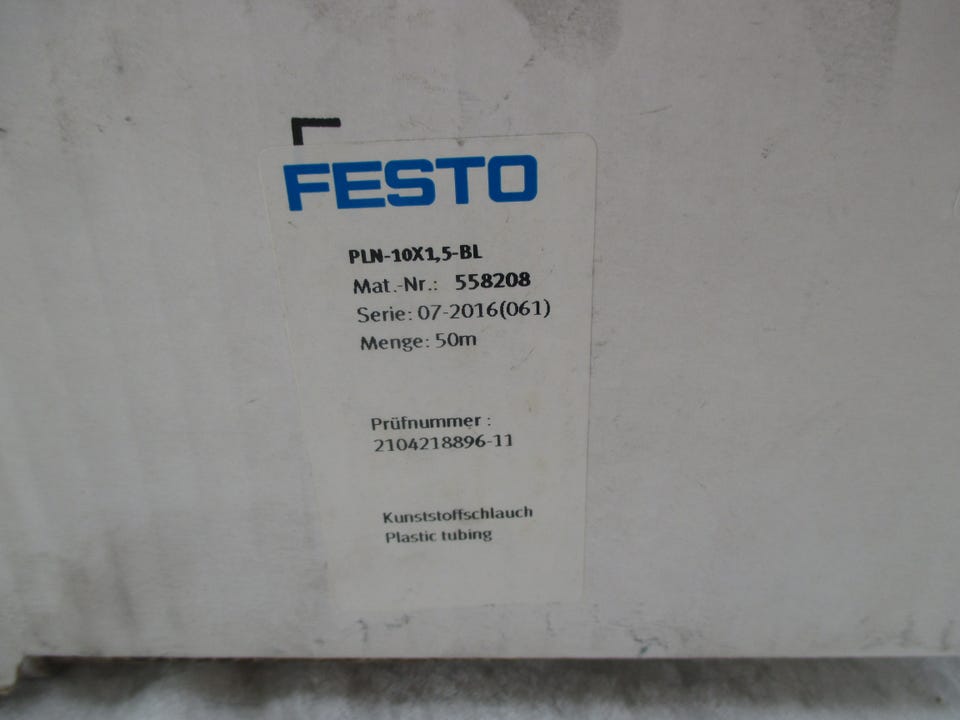 FESTO
PLN-10X1,5-BL
Mat.-Nr.: 558208
Serie: 07-2016(061)
Menge: 50m
Prüfnummer :
2104218896-11
Kunststoffschlauch
Plastic tubing